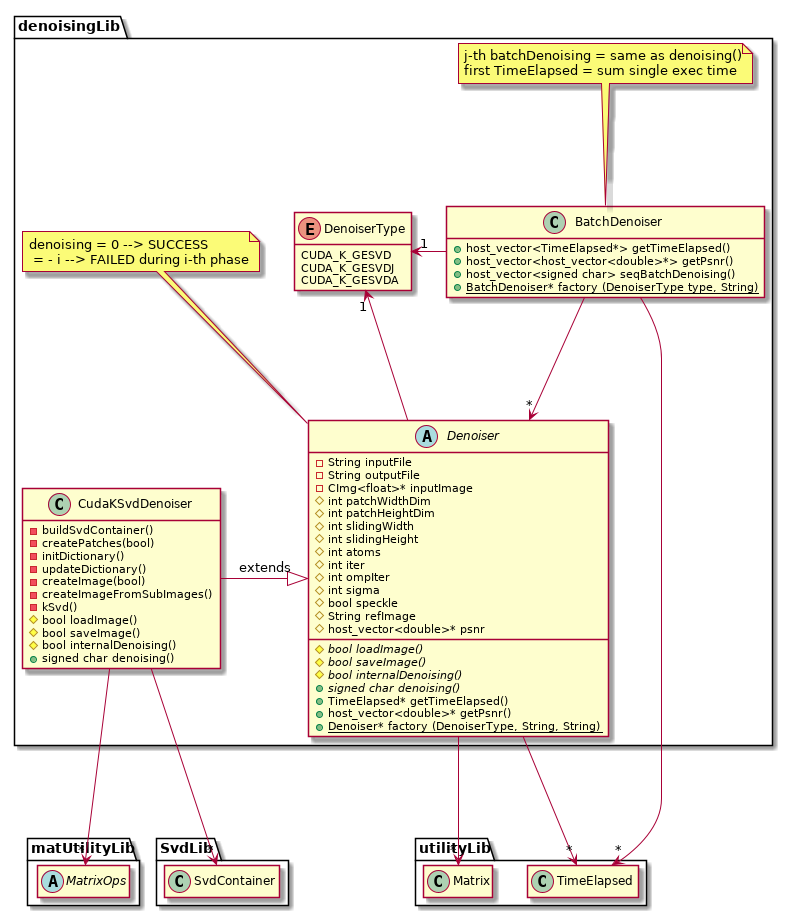 denoisingLib
j-th batchDenoising = same as denoising()
first TimeElapsed = sum single exec time
E DenoiserType
CUDA_K_GESVD
CUDA_K_GESVDJ
CUDA_K_GESVDA
1
C BatchDenoiser
host_vector<TimeElapsed*> getTimeElapsed()
host_vector<host_vector<double>*> getPsnr()
host_vector<signed char> seqBatchDenoising()
BatchDenoiser* factory (DenoiserType type, String)
denoising = 0 --> SUCCESS
= - i --> FAILED during i-th phase
1
*
A Denoiser
String inputFile
String outputFile
CImg<float>* inputImage
int patchWidthDim
int patchHeightDim
int slidingWidth
int slidingHeight
int atoms
int iter
int ompIter
int sigma
bool speckle
String refImage
host_vector<double>* psnr
bool loadImage()
bool saveImage()
bool internalDenoising()
signed char denoising()
TimeElapsed* getTimeElapsed()
host_vector<double>* getPsnr()
Denoiser* factory (DenoiserType, String, String)
C CudaKSvdDenoiser
buildSvdContainer()
createPatches(bool)
initDictionary()
updateDictionary()
createImage(bool)
createImageFromSubImages()
kSvd()
bool loadImage()
bool saveImage()
bool internalDenoising()
signed char denoising()
extends
matUtilityLib
A MatrixOps
SvdLib
*
C SvdContainer
utilityLib
C Matrix
*
*
C TimeElapsed